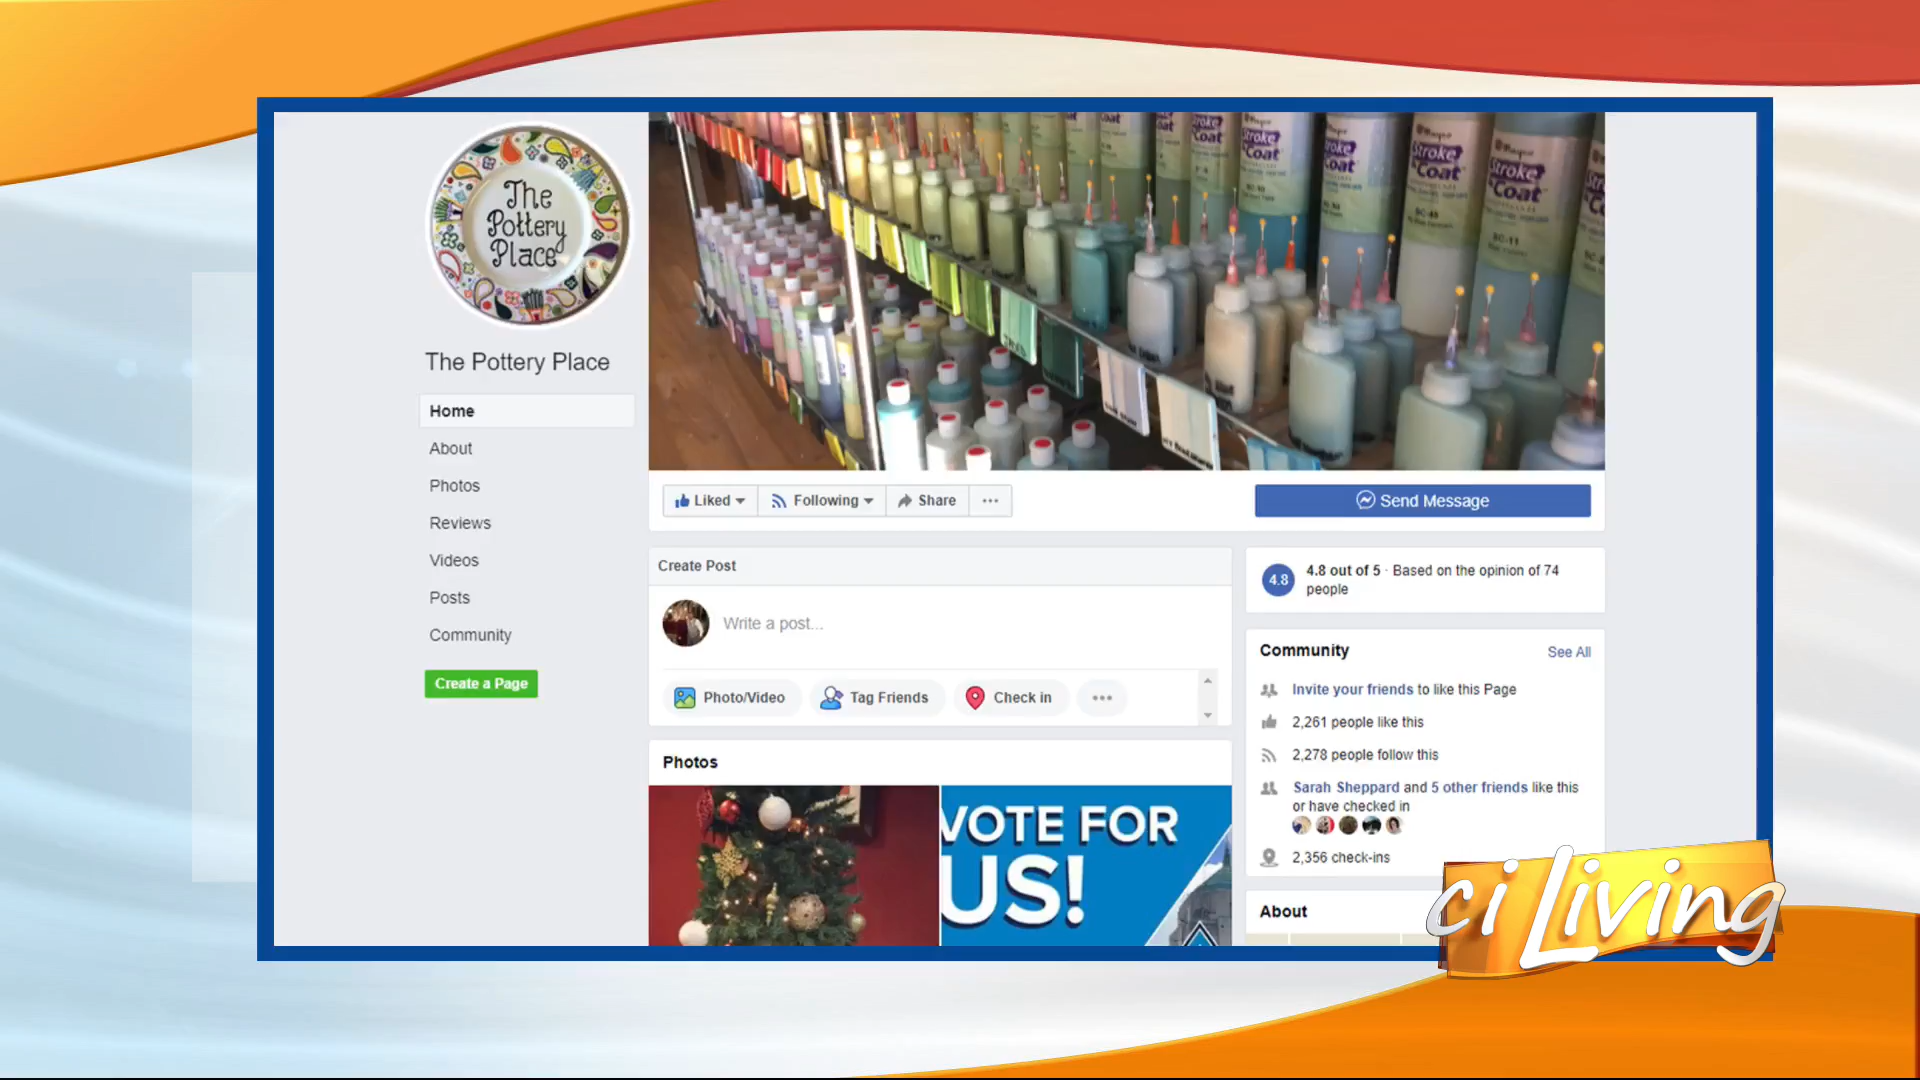 The
Pottery
Place
The Pottery Place
Home
About
Photos
Reviews
Videos
Posts
Community
Create a Page
Stroke
Coat
Stroke
Coat
Stroke
Coat
Stroke
Coat
SC-11
Liked
Following
Share
Send Message
Create Post
Write a post...
Photo/Video
Tag Friends
Check in
Photos
VOTE FOR
US!
4.8
4.8 out of 5 · Based on the opinion of 74
people
Community
See All
Invite your friends to like this Page
2,261 people like this
2,278 people follow this
Sarah Sheppard and 5 other friends like this
or have checked in
2,356 check-ins
About
ci Living